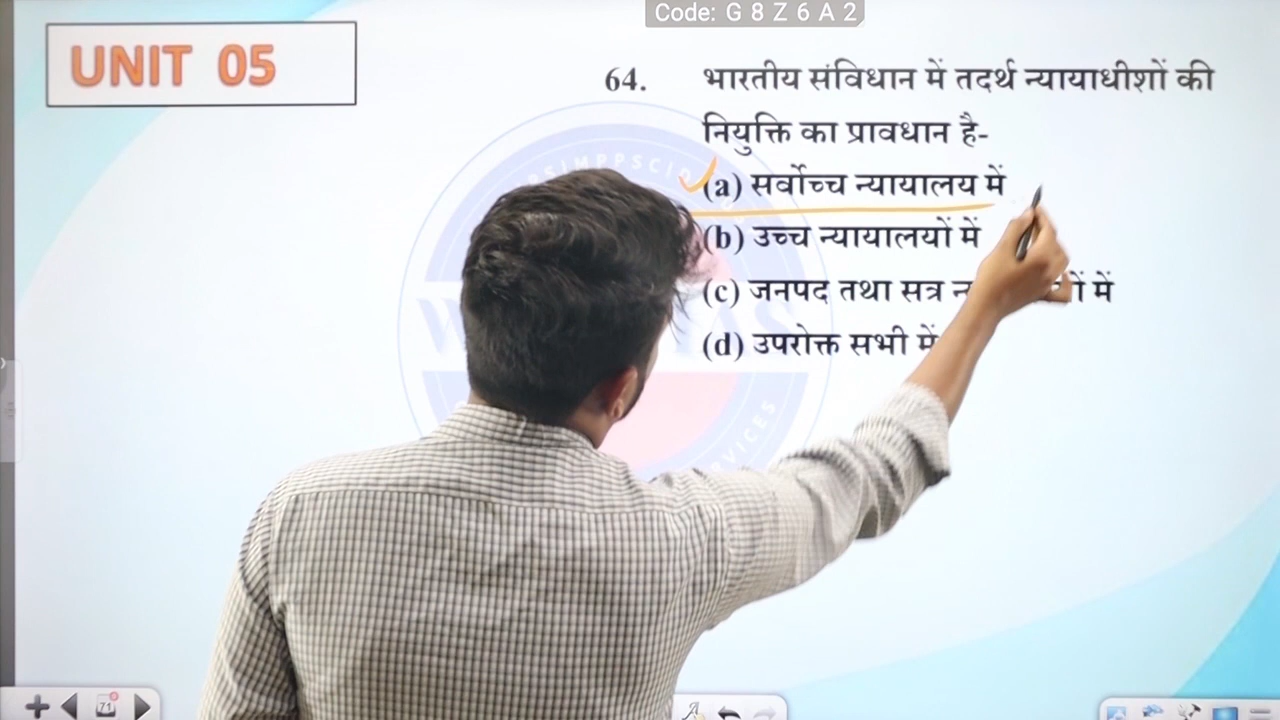 Code: G 8 Z 6 A 2
UNIT 05
64. भारतीय संविधान में तदर्थ न्यायाधीशों की
नियुक्ति का प्रावधान है-
(a) सर्वोच्च न्यायालय में
(b) उच्च न्यायालयों में
(c) जनपद तथा सत्र में
(d) उपरोक्त सभी में
71